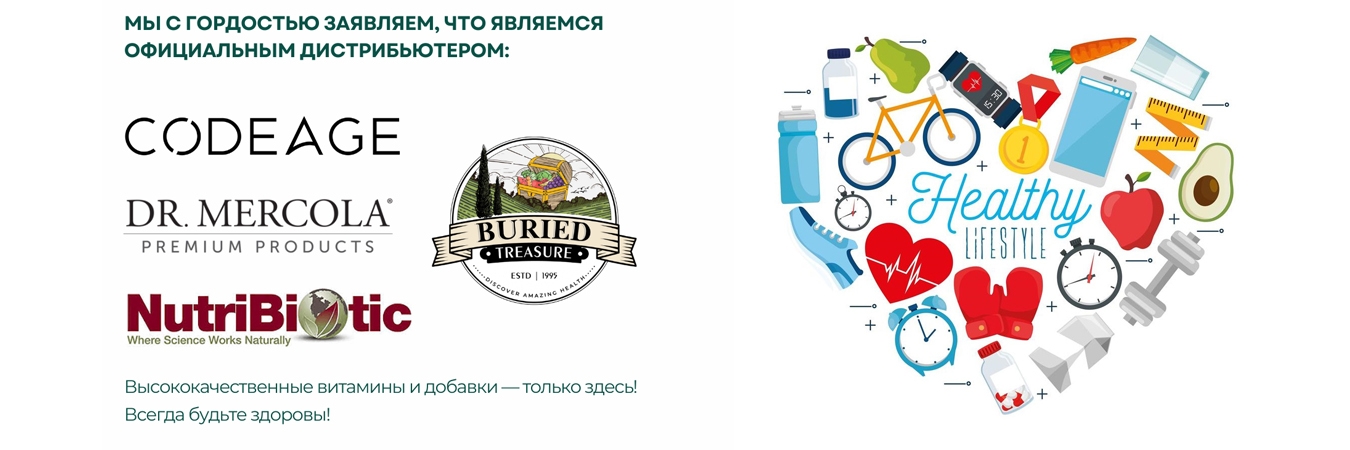 МЫ С ГОРДОСТЬЮ ЗАЯВЛЯЕМ, ЧТО ЯВЛЯЕМСЯ
ОФИЦИАЛЬНЫМ ДИСТРИБЬЮТЕРОМ:
CODEAGE
DR. MERCOLA®
PREMIUM PRODUCTS
NutriBiotic
Where Science Works Naturally
BURIED
TREASURE
ESTD | 1995
DISCOVER AMAZING HEALTH
Высококачественные витамины и добавки — только здесь!
Всегда будьте здоровы!
15:30
1
Healthy
LIFESTYLE